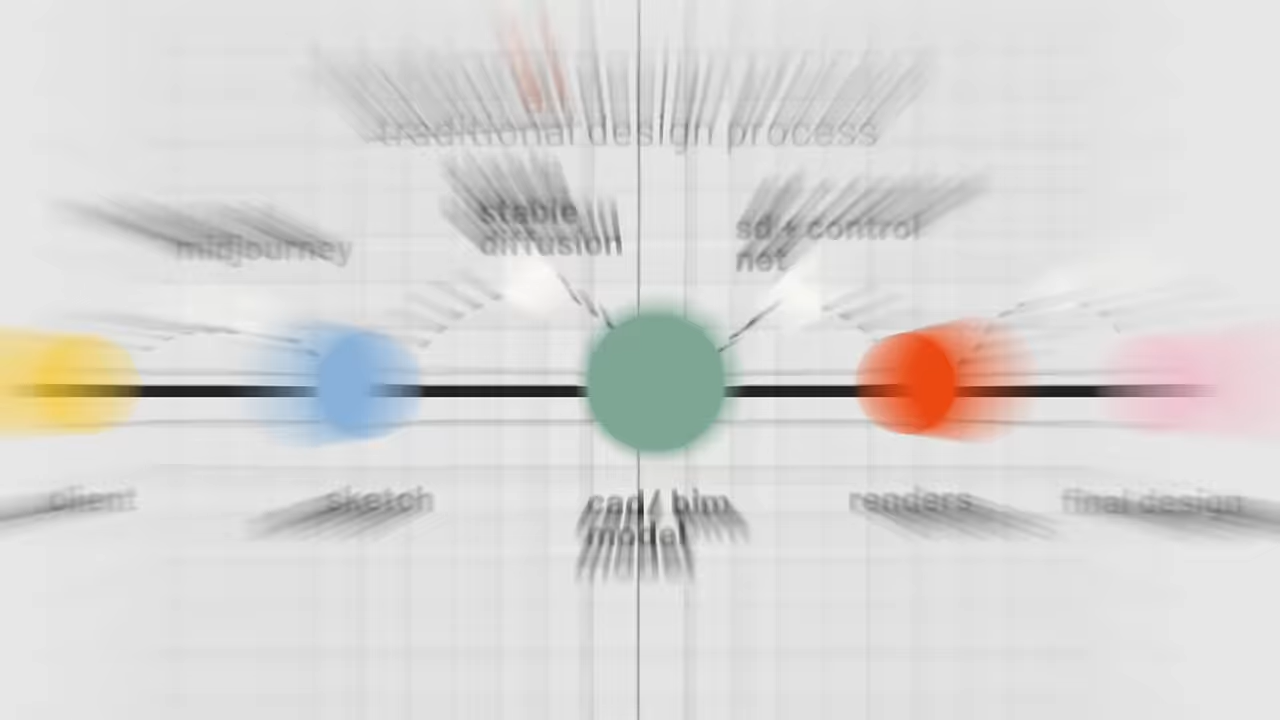 traditional design process
stable
diffusion
sd + control
net
midjourney
client
sketch
cad / bim
model
renders
final design